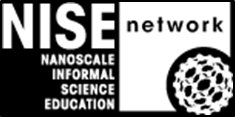 NISE network
NANOSCALE
INFORMAL
SCIENCE
EDUCATION